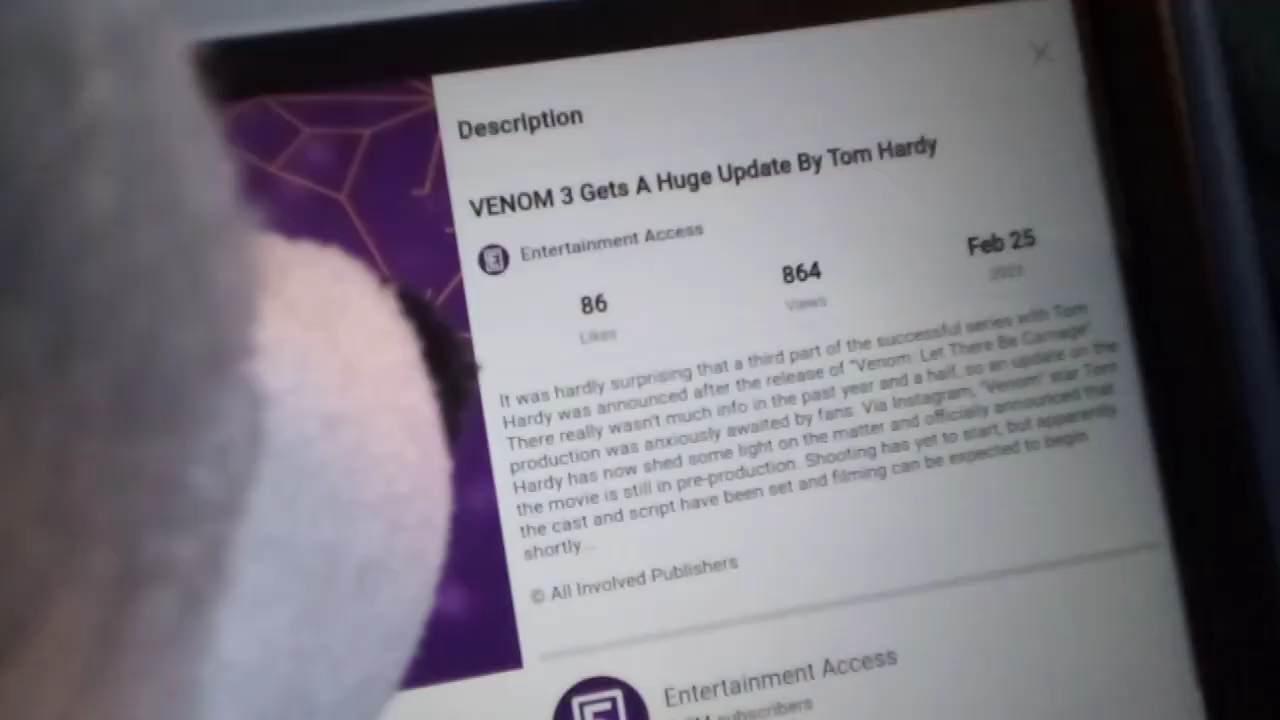 Description
VENOM 3 Gets A Huge Update By Tom Hardy
Entertainment Access
86
Likes
864
Views
Feb 25
It was hardly surprising that a third part of the successful series with Tom
Hardy was announced after the release of "Venom: Let There Be Carnage".
There really wasn't much info in the past year and a half, so an update on the
production was anxiously awaited by fans. Via Instagram, "Venom" star Tom
Hardy has now shed some light on the matter and officially announced that
the movie is still in pre-production. Shooting has yet to start, but apparently
the cast and script have been set and filming can be expected to begin
shortly...
© All Involved Publishers
Entertainment Access
subscribers